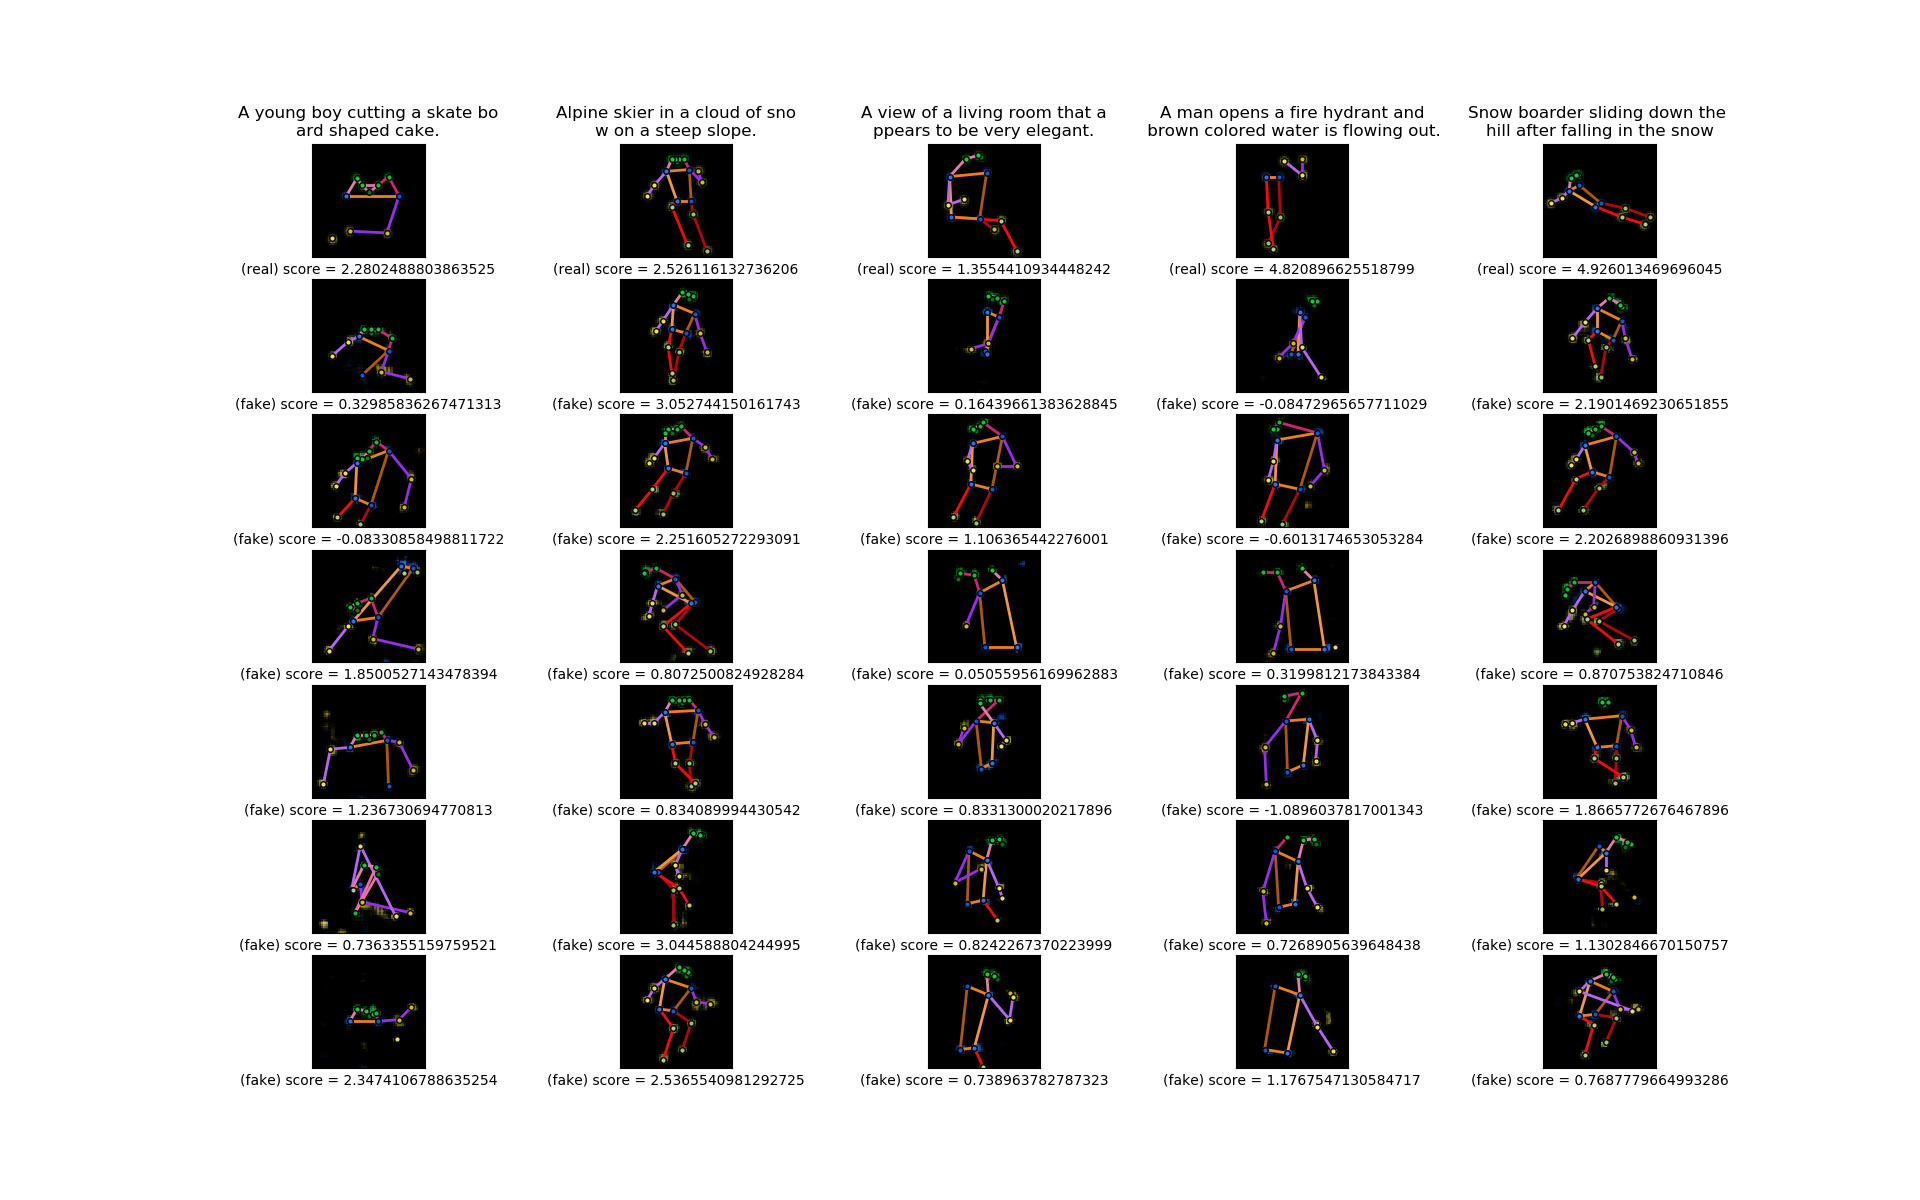 A young boy cutting a skate bo
ard shaped cake.
Alpine skier in a cloud of sno
w on a steep slope.
A view of a living room that a
ppears to be very elegant.
A man opens a fire hydrant and
brown colored water is flowing out.
Snow boarder sliding down the
hill after falling in the snow
(real) score = 2.2802488803863525
(real) score = 2.526116132736206
(real) score = 1.3554410934448242
(real) score = 4.820896625518799
(real) score = 4.926013469696045
(fake) score = 0.32985836267471313
(fake) score = 3.052744150161743
(fake) score = 0.16439661383628845
(fake) score = -0.08472965657711029
(fake) score = 2.1901469230651855
(fake) score = -0.08330858498811722
(fake) score = 2.251605272293091
(fake) score = 1.106365442276001
(fake) score = -0.6013174653053284
(fake) score = 2.2026898860931396
(fake) score = 1.8500527143478394
(fake) score = 0.8072500824928284
(fake) score = 0.05055956169962883
(fake) score = 0.3199812173843384
(fake) score = 0.870753824710846
(fake) score = 1.236730694770813
(fake) score = 0.834089994430542
(fake) score = 0.8331300020217896
(fake) score = -1.0896037817001343
(fake) score = 1.8665772676467896
(fake) score = 0.7363355159759521
(fake) score = 3.044588804244995
(fake) score = 0.8242267370223999
(fake) score = 0.7268905639648438
(fake) score = 1.1302846670150757
(fake) score = 2.3474106788635254
(fake) score = 2.5365540981292725
(fake) score = 0.738963782787323
(fake) score = 1.1767547130584717
(fake) score = 0.7687779664993286